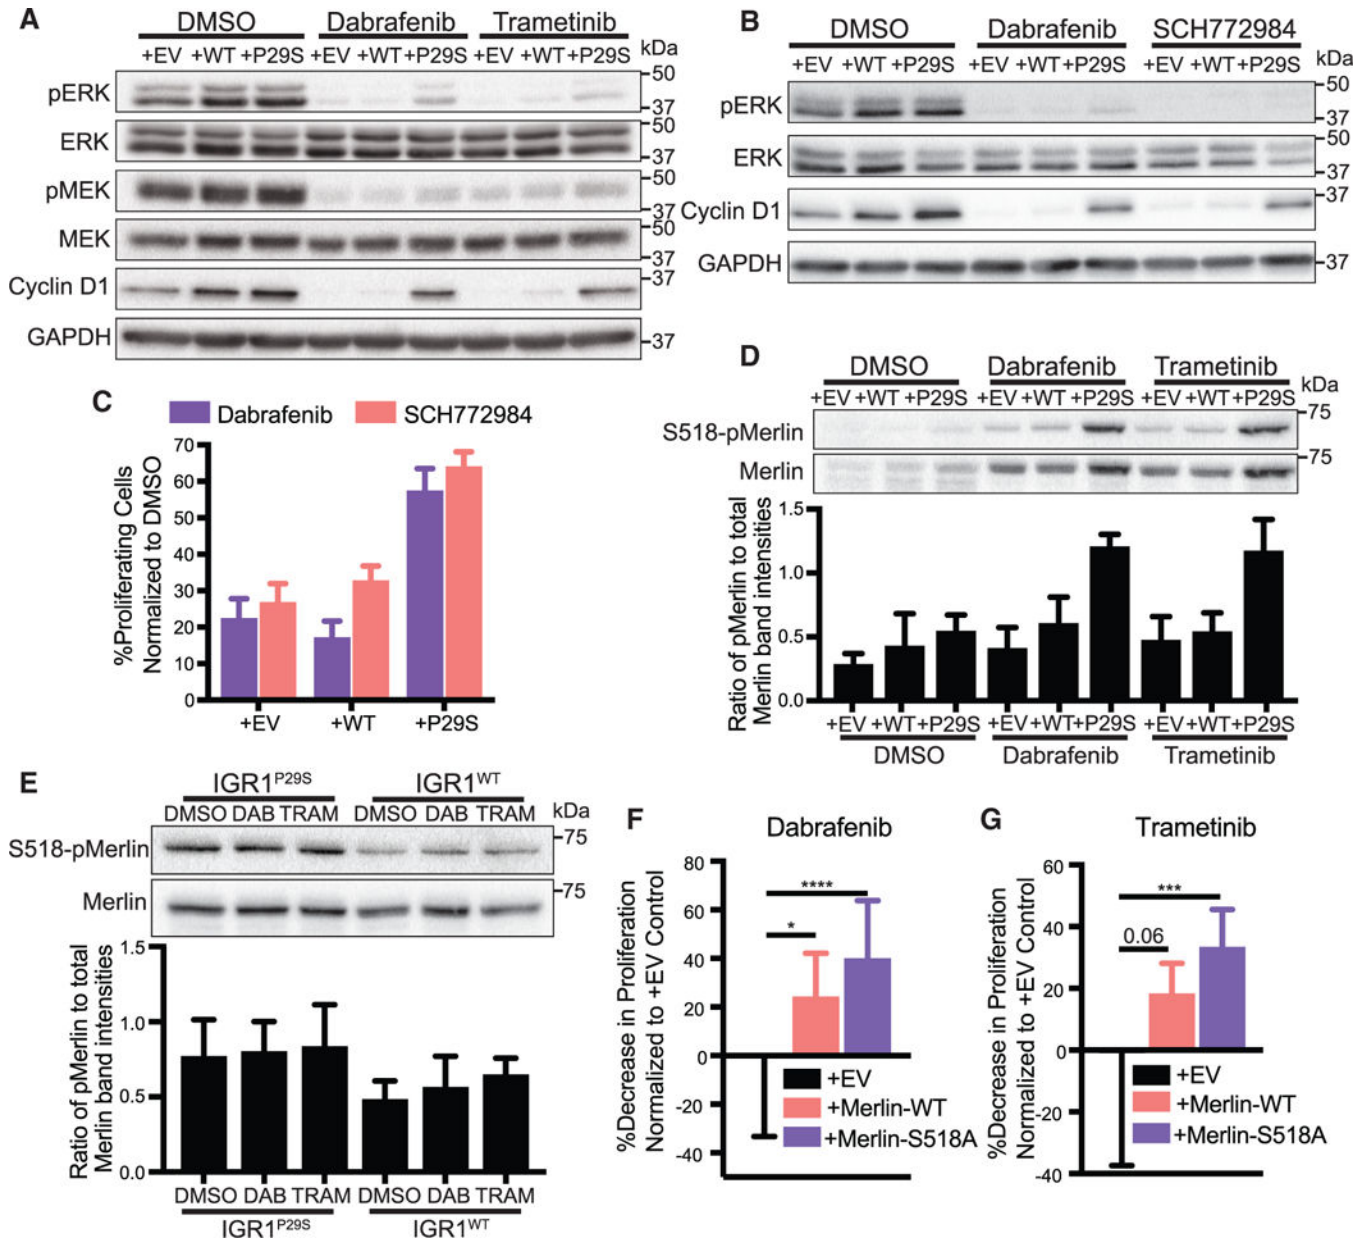 A
DMSO Dabrafenib Trametinib
+EV +WT +P29S +EV +WT +P29S +EV +WT +P29S kDa
pERK 50 37
ERK 50 37
pMEK 50 37
MEK 50 37
Cyclin D1 37
GAPDH 37
B
DMSO Dabrafenib SCH772984
+EV +WT +P29S +EV +WT +P29S +EV +WT +P29S kDa
pERK 50 37
ERK 50 37
Cyclin D1 37
GAPDH 37
C
Dabrafenib SCH772984
%Proliferating Cells
Normalized to DMSO
70
60
50
40
30
20
10
0
+EV +WT +P29S
D
DMSO Dabrafenib Trametinib
+EV +WT +P29S +EV +WT +P29S +EV +WT +P29S kDa
S518-pMerlin 75
Merlin 75
Ratio of pMerlin to total
Merlin band intensities
1.5
1.0
0.5
0.0
+EV +WT +P29S +EV +WT +P29S +EV +WT +P29S
DMSO Dabrafenib Trametinib
E
IGR1P29S IGR1WT
DMSO DAB TRAM DMSO DAB TRAM kDa
S518-pMerlin 75
Merlin 75
Ratio of pMerlin to total
Merlin band intensities
1.5
1.0
0.5
0.0
DMSO DAB TRAM DMSO DAB TRAM
IGR1P29S IGR1WT
F
Dabrafenib
%Decrease in Proliferation
Normalized to +EV Control
80
60
40
20
0
-20
-40
****
*
+EV
+Merlin-WT
+Merlin-S518A
G
Trametinib
%Decrease in Proliferation
Normalized to +EV Control
60
40
20
0
-20
-40
***
0.06
+EV
+Merlin-WT
+Merlin-S518A